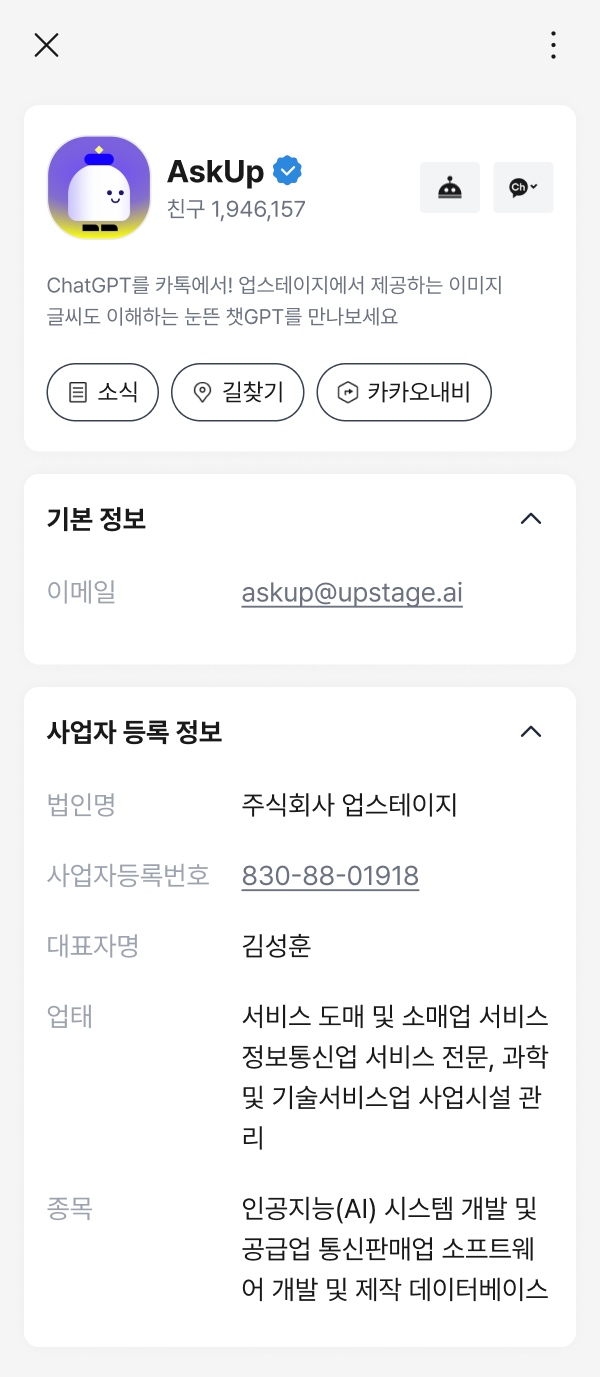 AskUp
친구 1,946,157
Ch
ChatGPT를 카톡에서! 업스테이지에서 제공하는 이미지
글씨도 이해하는 눈뜬 챗GPT를 만나보세요
소식 길찾기 카카오내비
기본 정보
이메일 askup@upstage.ai
사업자 등록 정보
법인명 주식회사 업스테이지
사업자등록번호 830-88-01918
대표자명 김성훈
업태 서비스 도매 및 소매업 서비스
정보통신업 서비스 전문, 과학
및 기술서비스업 사업시설 관
리
종목 인공지능(AI) 시스템 개발 및
공급업 통신판매업 소프트웨
어 개발 및 제작 데이터베이스